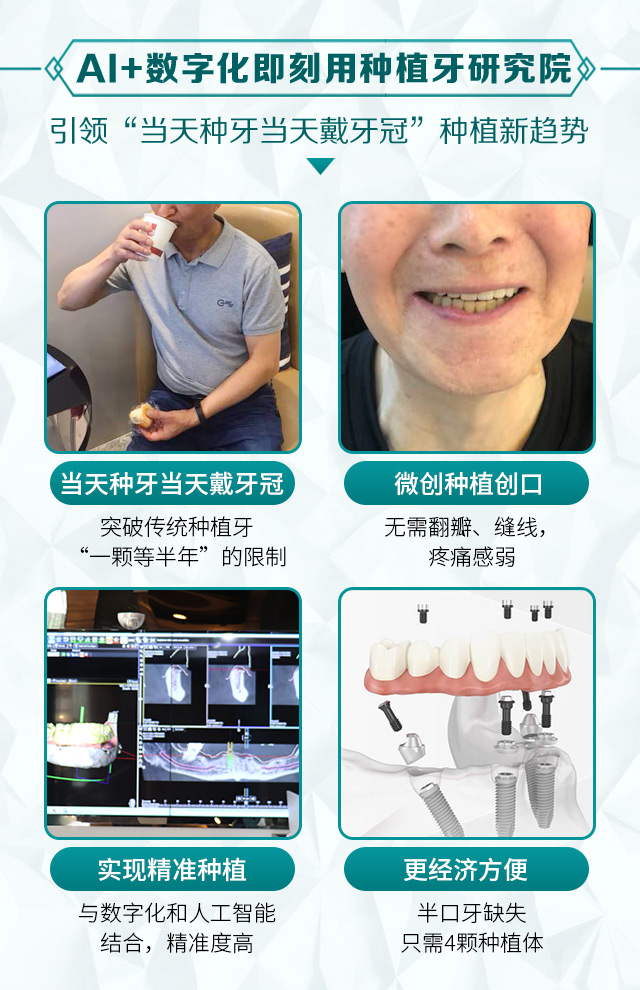 AI+数字化即刻用种植牙研究院
引领“当天种牙当天戴牙冠”种植新趋势
当天种牙当天戴牙冠
微创种植创口
突破传统种植牙
“一颗等半年”的限制
无需翻瓣、缝线，
疼痛感弱
实现精准种植
更经济方便
与数字化和人工智能
结合，精准度高
半口牙缺失
只需4颗种植体